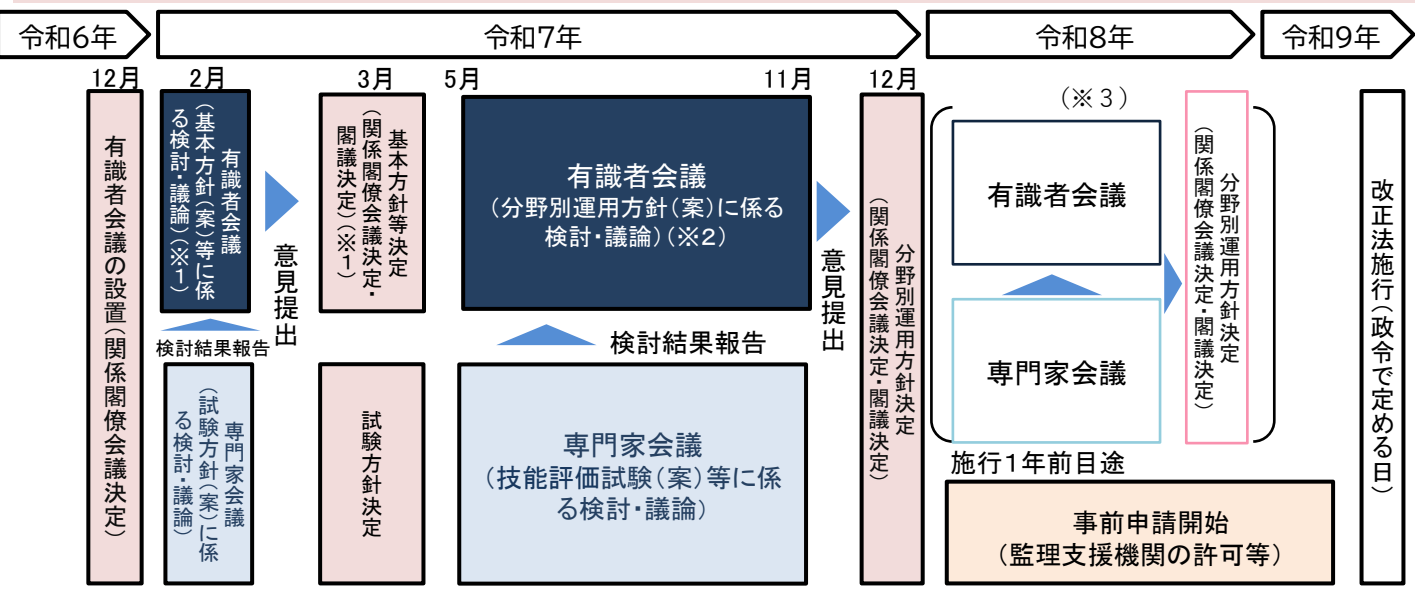 令和6年
令和7年
令和8年
令和9年
12月
2月
3月
5月
11月
12月
(※3)
有識者会議の設置(関係閣僚会議決定)
有識者会議
(基本方針(案)等に係
る検討・議論)(※1)
検討結果報告
専門家会議
(試験方針(案)に係
る検討・議論)
意見提出
基本方針等決定
(関係閣僚会議決定・
閣議決定)(※1)
試験方針決定
有識者会議
(分野別運用方針(案)に係る
検討・議論)(※2)
検討結果報告
専門家会議
(技能評価試験(案)等に係
る検討・議論)
意見提出
分野別運用方針決定
(関係閣僚会議決定・閣議決定)
有識者会議
専門家会議
分野別運用方針決定
(関係閣僚会議決定・閣議決定)
施行1年前目途
事前申請開始
(監理支援機関の許可等)
改正法施行(政令で定める日)